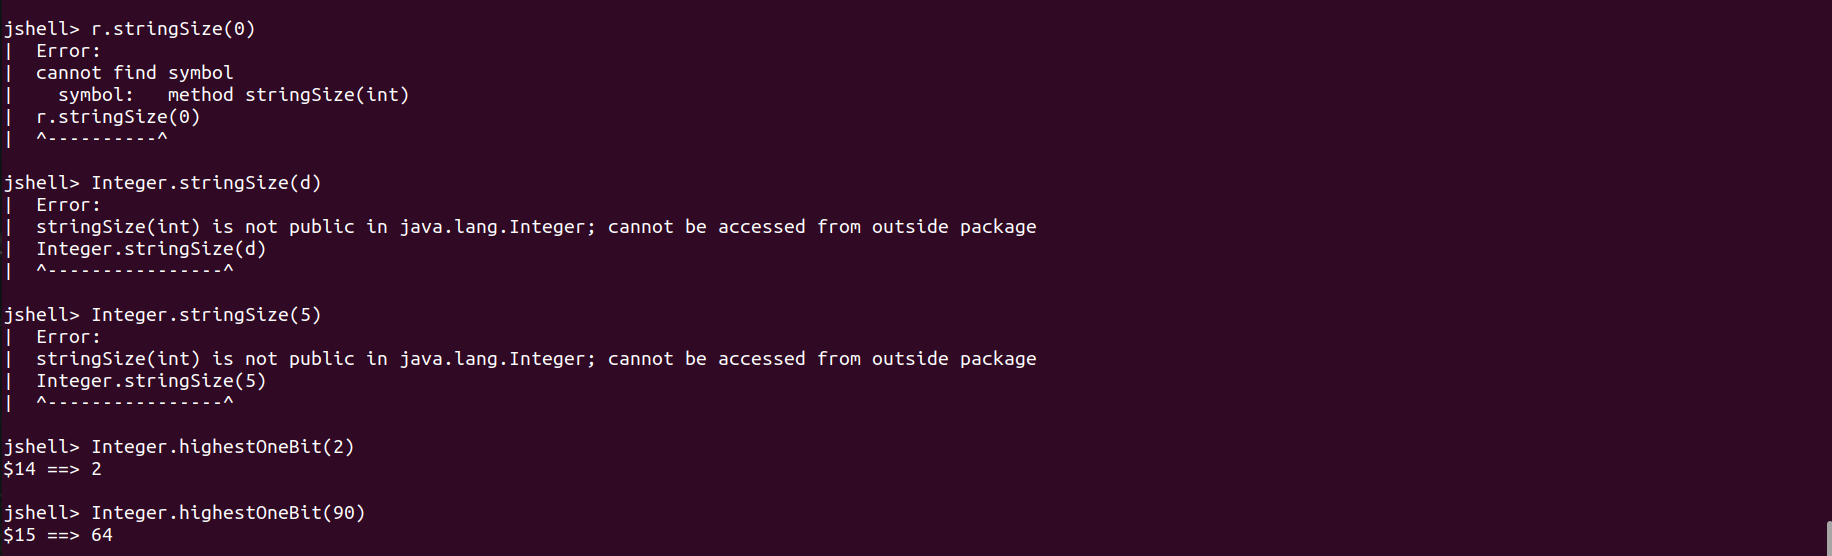 jshell> r.stringSize(0)
|  Error:
|  cannot find symbol
|    symbol:   method stringSize(int)
|  r.stringSize(0)
|  ^----------^
jshell> Integer.stringSize(d)
|  Error:
|  stringSize(int) is not public in java.lang.Integer; cannot be accessed from outside package
|  Integer.stringSize(d)
|  ^----------------^
jshell> Integer.stringSize(5)
|  Error:
|  stringSize(int) is not public in java.lang.Integer; cannot be accessed from outside package
|  Integer.stringSize(5)
|  ^----------------^
jshell> Integer.highestOneBit(2)
$14 ==> 2
jshell> Integer.highestOneBit(90)
$15 ==> 64